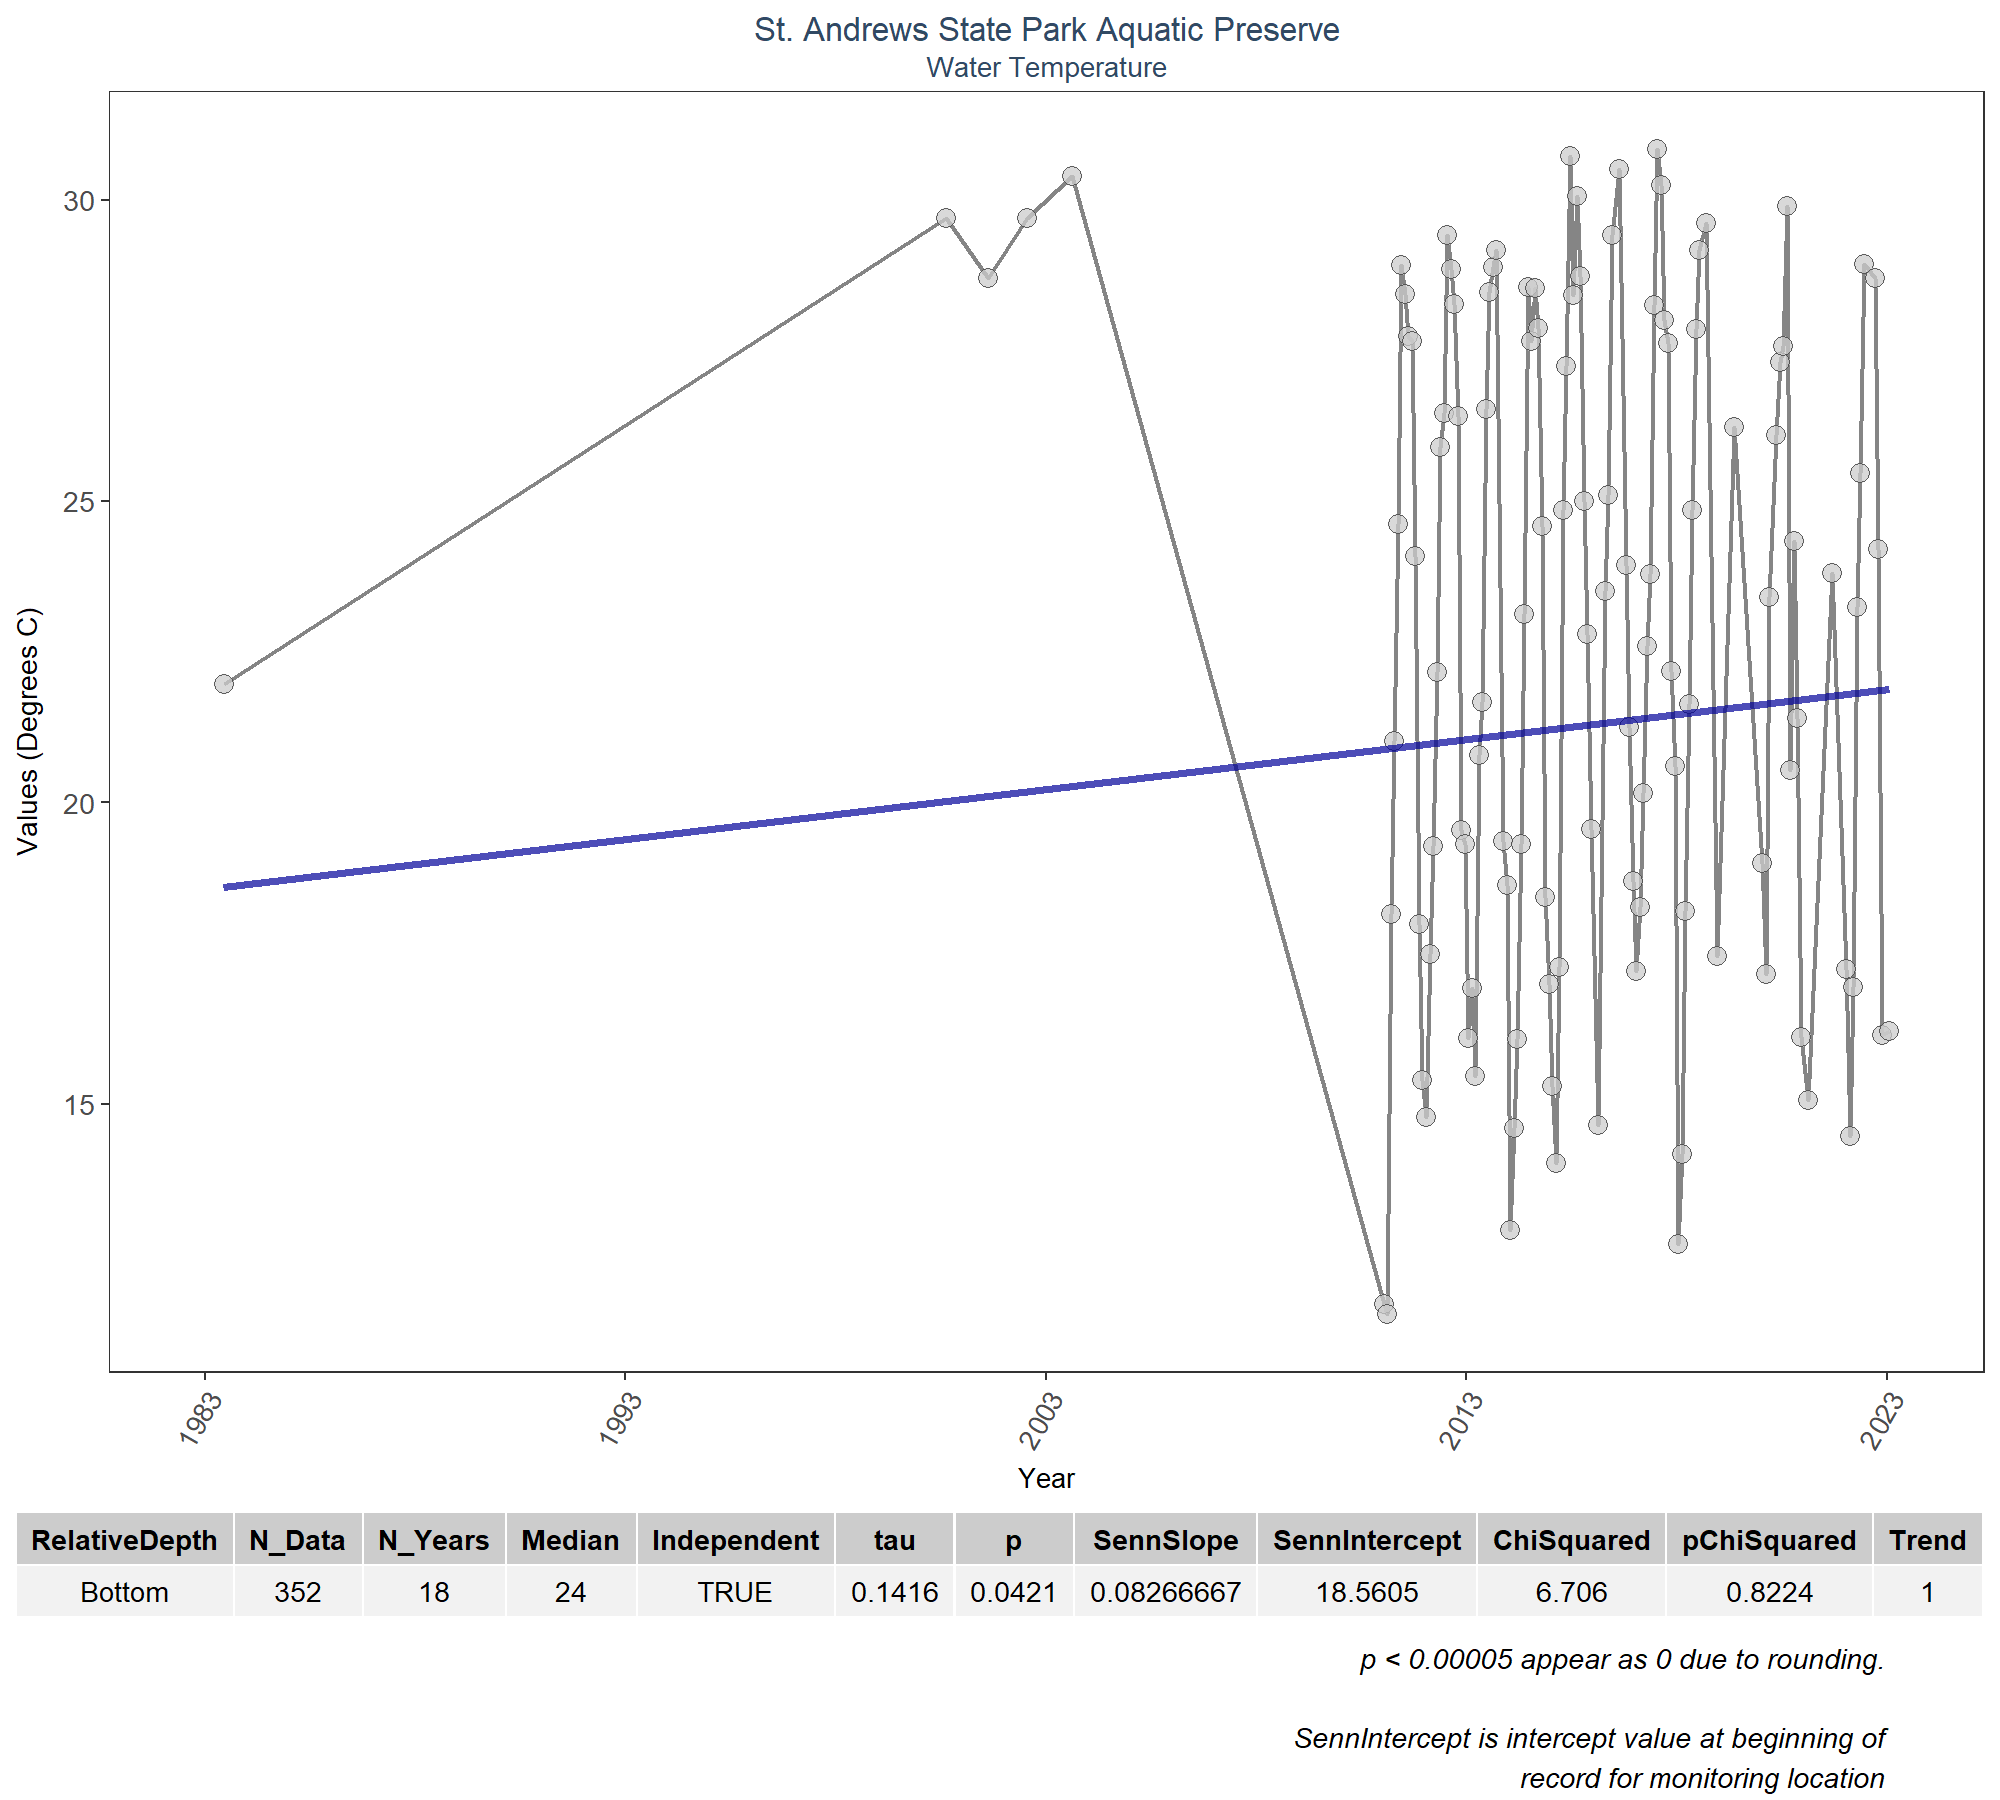 St. Andrews State Park Aquatic Preserve
Water Temperature
Values (Degrees C)
30
25
20
15
1983
1993
2003
2013
2023
Year
RelativeDepth N_Data N_Years Median Independent tau p SennSlope SennIntercept ChiSquared pChiSquared Trend
Bottom 352 18 24 TRUE 0.1416 0.0421 0.08266667 18.5605 6.706 0.8224 1
p < 0.00005 appear as 0 due to rounding.
SennIntercept is intercept value at beginning of
record for monitoring location